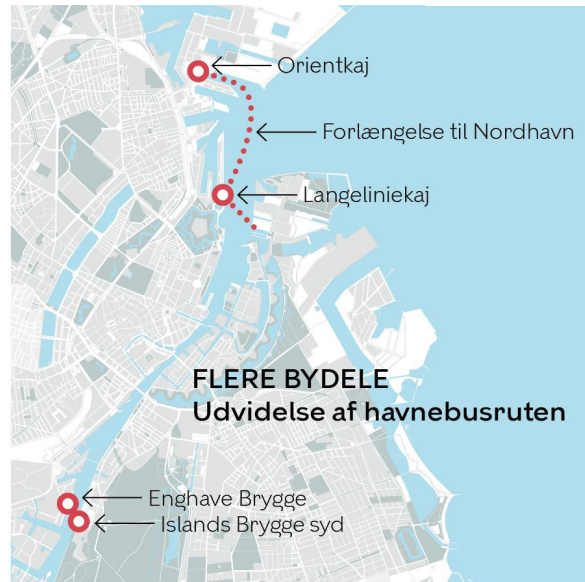 Orientkaj
Forlængelse til Nordhavn
Langeliniekaj
FLERE BYDELE
Udvidelse af havnebusruten
Enghave Brygge
Islands Brygge syd